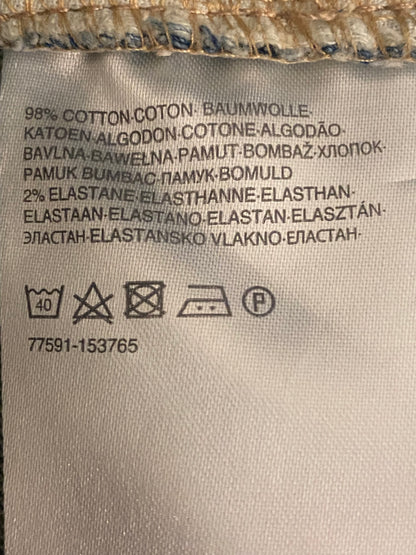 98% COTTON·COTON· BAUMWOLLE
KATOEN·ALGODON·COTONE·ALGODÃO·
BAVLNA·BAWEŁNA·PAMUT·BOMBAŽ·ХЛОПОК·
PAMUK BUMBAC·ПАМУК·BOMULD
2% ELASTANE·ELASTHANNE·ELASTHAN·
ELASTAAN·ELASTANO·ELASTAN·ELASZTÁN·
ЭЛАСТАН·ELASTANSKO VLAKNO·ЕЛАСТАН·
40 P
77591-153765